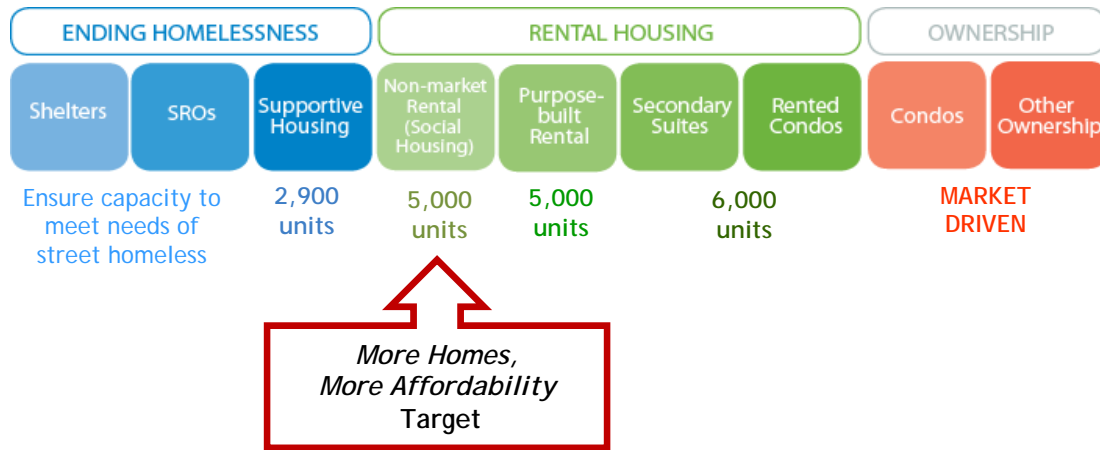 ENDING HOMELESSNESS
RENTAL HOUSING
OWNERSHIP
Shelters
SROs
Supportive
Housing
Non-market
Rental
(Social
Housing)
Purpose-
built
Rental
Secondary
Suites
Rented
Condos
Condos
Other
Ownership
Ensure capacity to
meet needs of
street homeless
2,900
units
5,000
units
5,000
units
6,000
units
MARKET
DRIVEN
More Homes,
More Affordability
Target